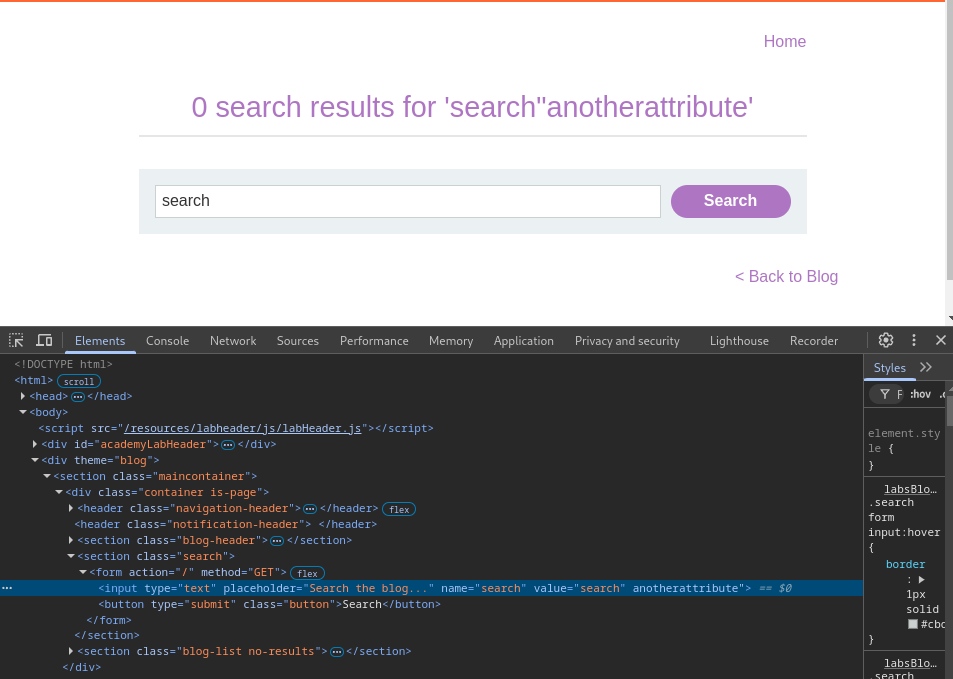 Home
0 search results for 'search"anotherattribute'
search
Search
< Back to Blog
Elements Console Network Sources Performance Memory Application Privacy and security Lighthouse Recorder
<!DOCTYPE html>
<html> scroll
<head> ··· </head>
<body>
<script src="/resources/labheader/js/labHeader.js"></script>
<div id="academyLabHeader"> ··· </div>
<div theme="blog">
<section class="maincontainer">
<div class="container is-page">
<header class="navigation-header"> ··· </header> flex
<header class="notification-header"> </header>
<section class="blog-header"> ··· </section>
<section class="search">
<form action="/" method="GET"> flex
··· <input type="text" placeholder="Search the blog..." name="search" value="search" anotherattribute"> == $0
<button type="submit" class="button">Search</button>
</form>
</section>
<section class="blog-list no-results"> ··· </section>
</div>
Styles
F :hov .c
element.sty
le {
}
labsBlo…
.search
form
input:hover
{
border
:
1px
solid
#cbc
}
labsBlo…
.search